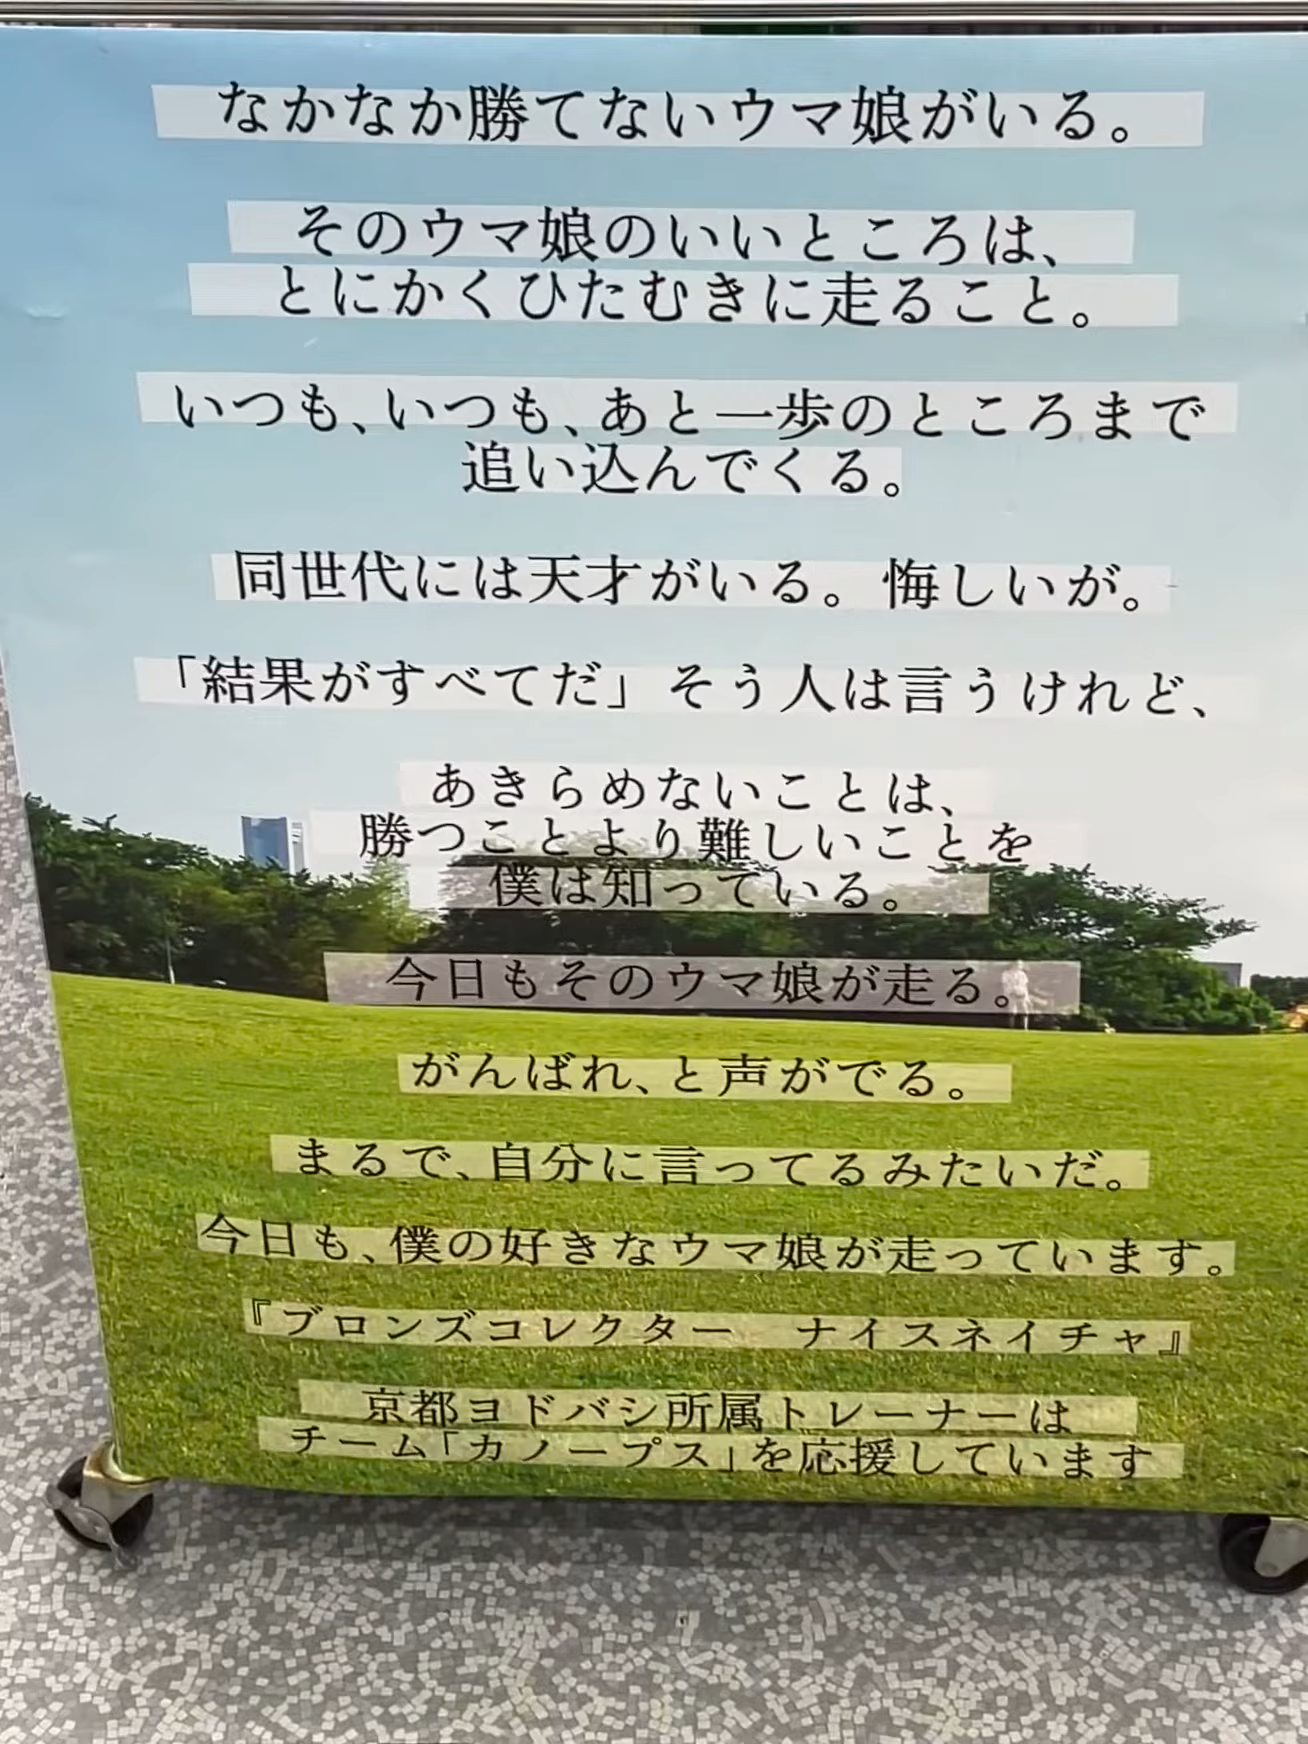 なかなか勝てないウマ娘がいる。
そのウマ娘のいいところは、
とにかくひたむきに走ること。
いつも、いつも、あと一歩のところまで
追い込んでくる。
同世代には天才がいる。悔しいが。
「結果がすべてだ」そう人は言うけれど、
あきらめないことは、
勝つことより難しいことを
僕は知っている。
今日もそのウマ娘が走る。
がんばれ、と声がでる。
まるで、自分に言ってるみたいだ。
今日も、僕の好きなウマ娘が走っています。
『ブロンズコレクター　ナイスネイチャ』
京都ヨドバシ所属トレーナーは
チーム「カノープス」を応援しています